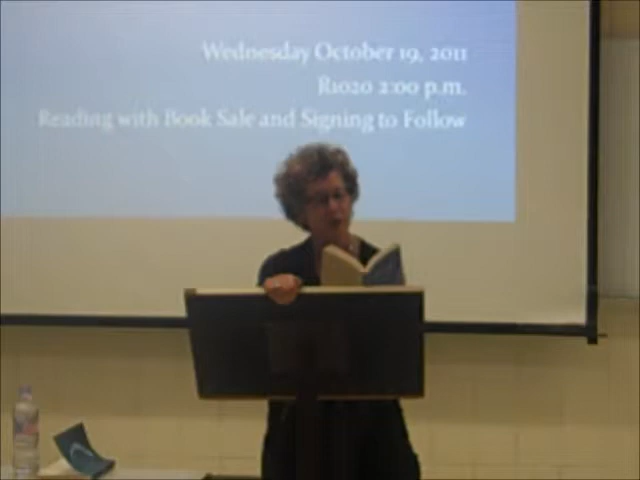 Wednesday October 19, 2011
R1020 2:00 p.m.
Reading with Book Sale and Signing to Follow